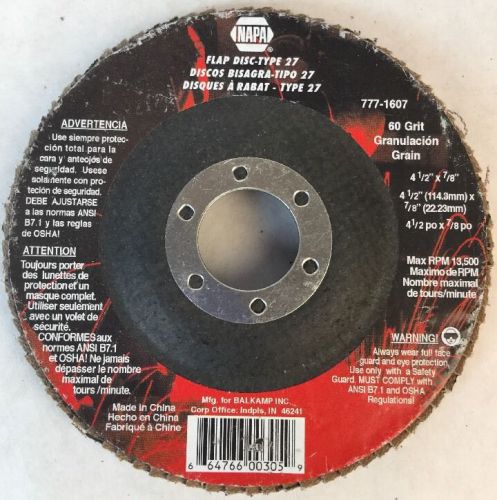 NAPA
®
FLAP DISC-TYPE 27
DISCOS BISAGRA-TIPO 27
DISQUES À RABAT - TYPE 27
777-1607
60 Grit
Granulación
Grain
4 1/2" x 7/8"
4 1/2" (114.3mm) x
7/8" (22.23mm)
4 1/2 po x 7/8 po
Max RPM 13,500
Maximo de RPM
Nombre maximal
de tours/minute
ADVERTENCIA
Use siempre protec-
ción total para la
cara y anteojos de
seguridad. Usese
solamente con pro-
teción de seguridad.
DEBE AJUSTARSE
a las normas ANSI
B7.1 y las reglas
de OSHA!
ATTENTION
Toujours porter
des lunettes de
protection et un
masque complet.
Utiliser seulement
avec un volet de
sécurité.
CONFORMES aux
normes ANSI B7.1
et OSHA! Ne jamais
dépasser le nombre
maximal de
tours /minute.
WARNING!
Always wear full face
guard and eye protection.
Use only with a Safety
Guard. MUST COMPLY with
ANSI B7.1 and OSHA
Regulations!
Made in China
Hecho en China
Fabriqué à Chine
Mfg. for BALKAMP INC.
Corp Office: Indpls, IN 46241
6 64766 00305 9